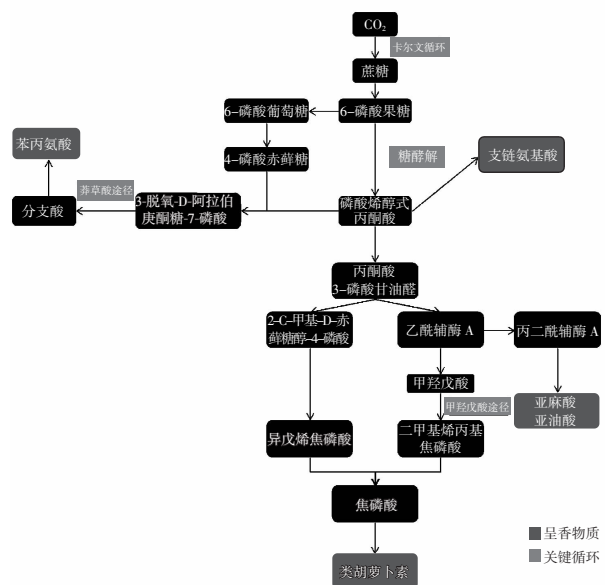 CO₂
卡尔文循环
蔗糖
6-磷酸葡萄糖
6-磷酸果糖
苯丙氨酸
4-磷酸赤藓糖
糖酵解
支链氨基酸
莽草酸途径
分支酸
3-脱氧-D-阿拉伯
庚酮糖-7-磷酸
磷酸烯醇式
丙酮酸
丙酮酸
3-磷酸甘油醛
2-C-甲基-D-赤
藓糖醇-4-磷酸
乙酰辅酶 A
丙二酰辅酶 A
甲羟戊酸
甲羟戊酸途径
亚麻酸
亚油酸
异戊烯焦磷酸
二甲基烯丙基
焦磷酸
焦磷酸
呈香物质
关键循环
类胡萝卜素